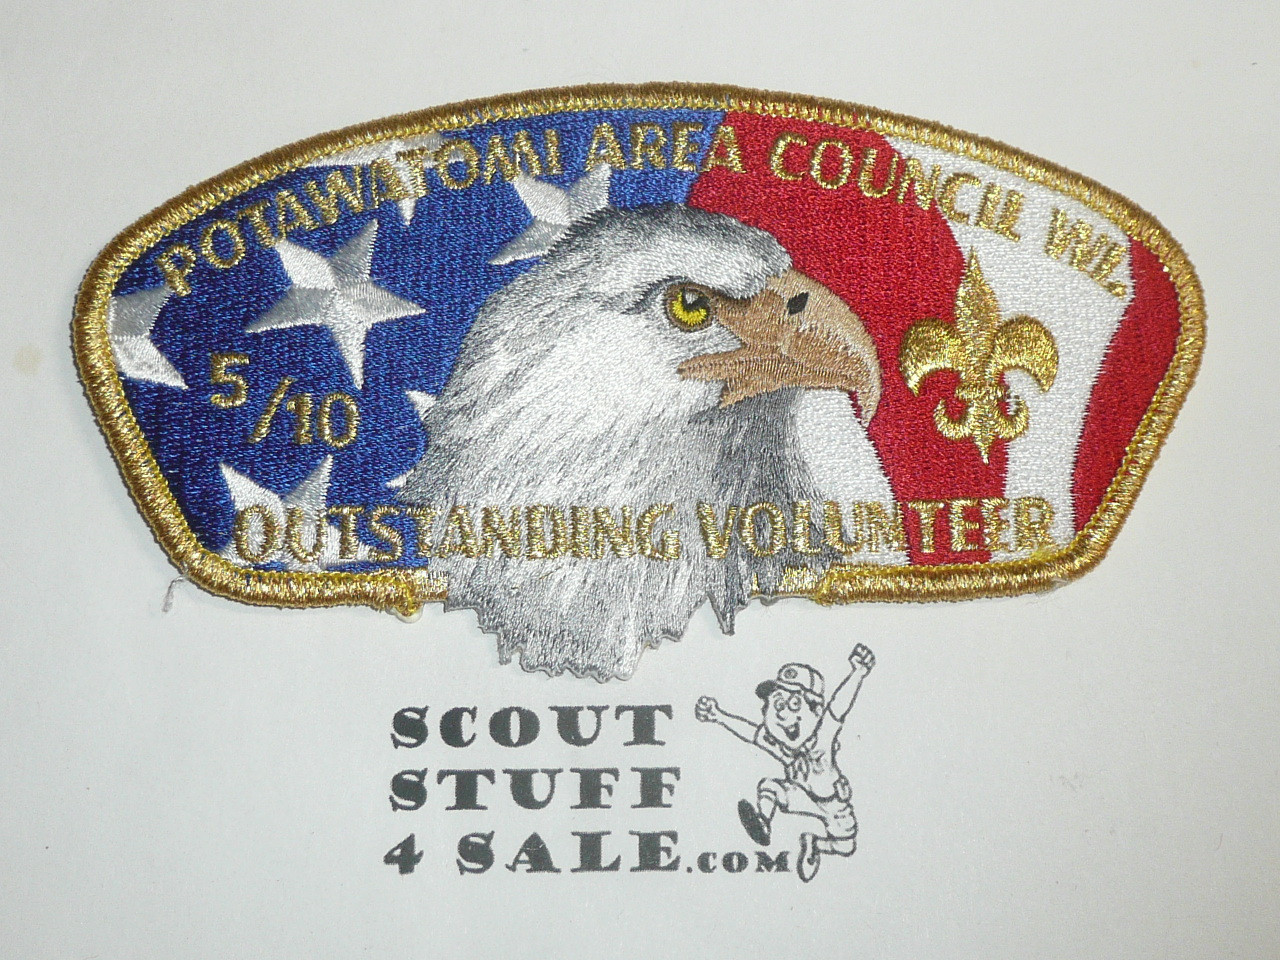 POTAWATOMI AREA COUNCIL WI.
5/10
OUTSTANDING VOLUNTEER
SCOUT
STUFF
4 SALE.COM